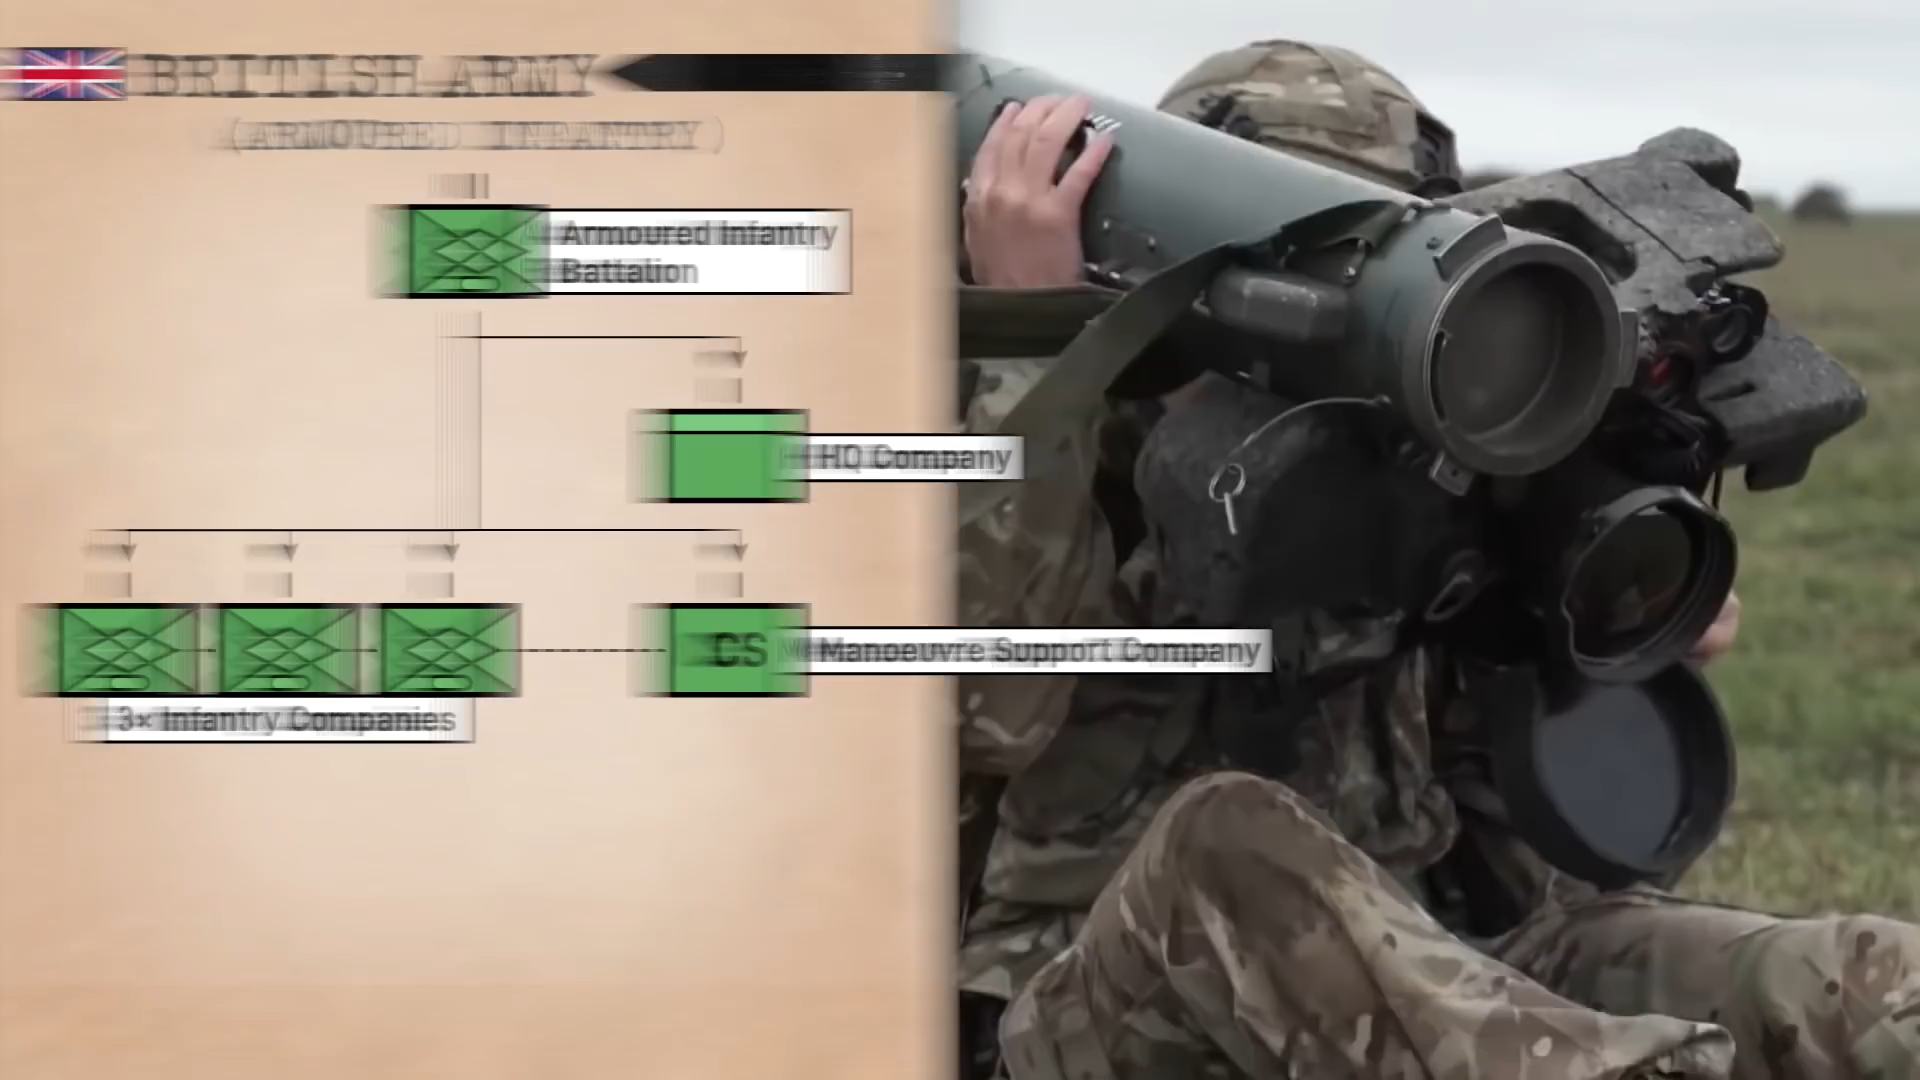 BRITISH ARMY
(ARMOURED INFANTRY)
Armoured Infantry
Battalion
HQ Company
CS
Manoeuvre Support Company
3× Infantry Companies